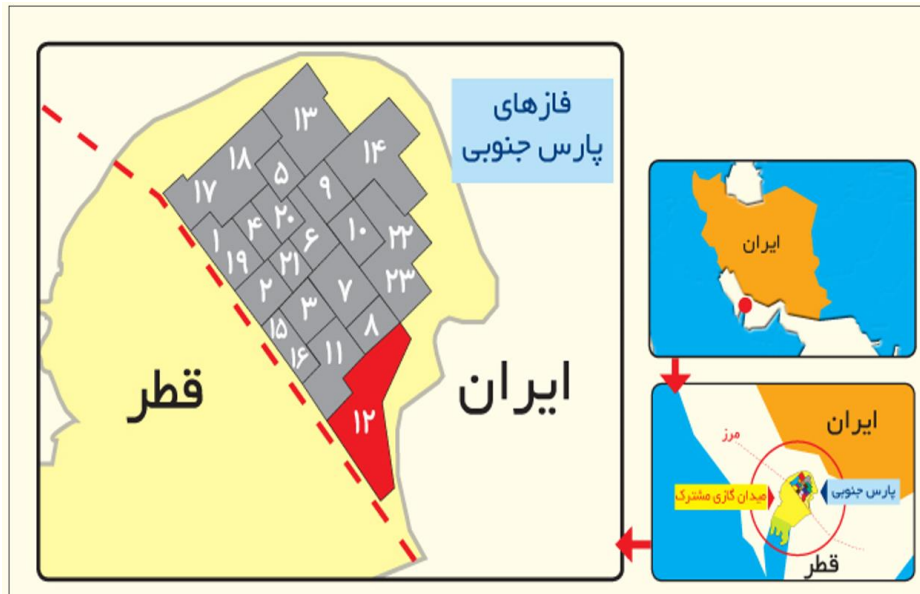 فازهای
پارس جنوبی
۱۳
۱۴
۱۸
۵
۹
۱۷
۲۰
۴
۱
۶
۱۰
۲۲
۱۹
۲۱
۲
۷
۲۳
۳
۱۵
۸
۱۶
۱۱
۱۲
قطر
ایران
ایران
ایران
مرز
میدان گازی مشترک
پارس جنوبی
قطر